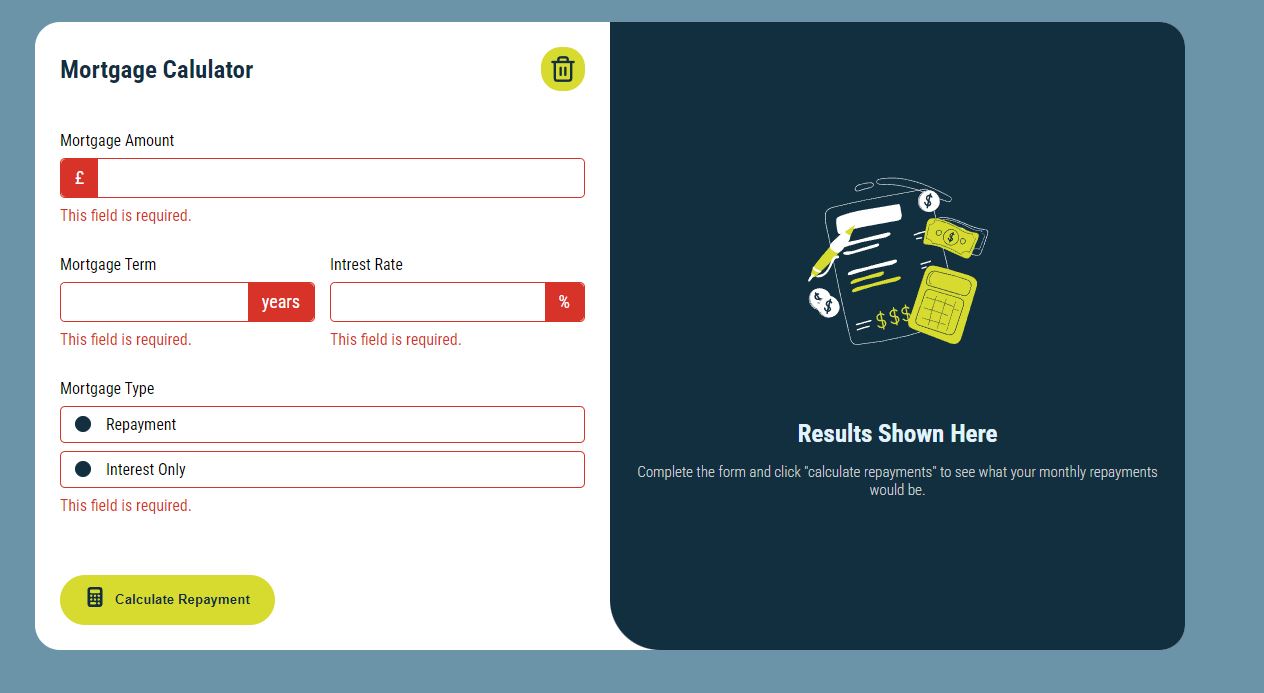 Mortgage Calulator
Mortgage Amount
£
This field is required.
Mortgage Term
years
This field is required.
Intrest Rate
%
This field is required.
Mortgage Type
Repayment
Interest Only
This field is required.
Calculate Repayment
$
$
$
$
$$$
Results Shown Here
Complete the form and click "calculate repayments" to see what your monthly repayments
would be.